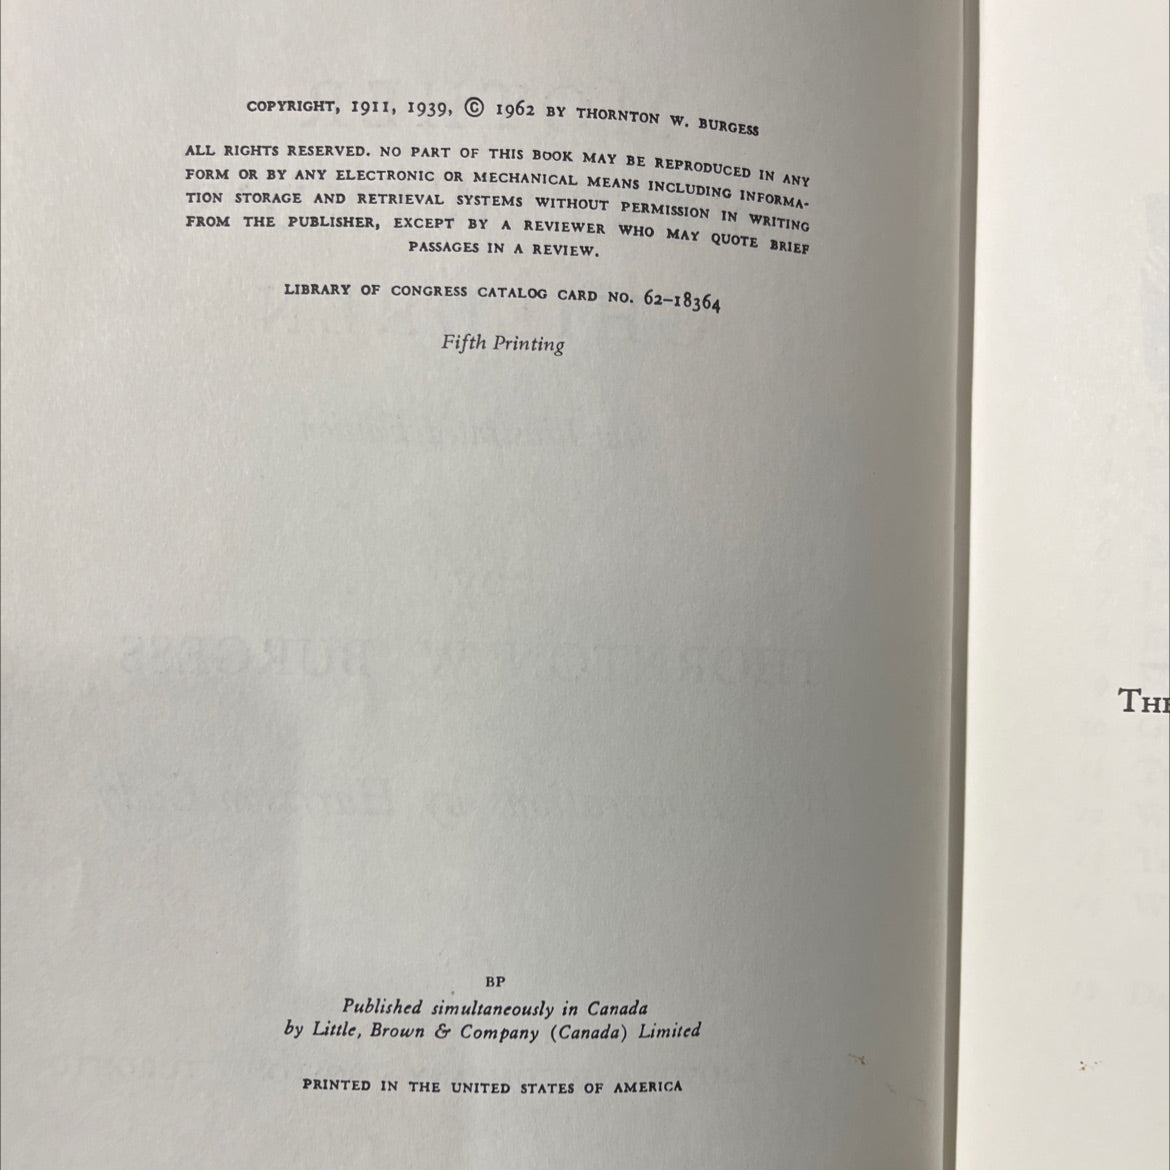 COPYRIGHT, 1911, 1939, © 1962 BY THORNTON W. BURGESS
ALL RIGHTS RESERVED. NO PART OF THIS BOOK MAY BE REPRODUCED IN ANY
FORM OR BY ANY ELECTRONIC OR MECHANICAL MEANS INCLUDING INFORMA-
TION STORAGE AND RETRIEVAL SYSTEMS WITHOUT PERMISSION IN WRITING
FROM THE PUBLISHER, EXCEPT BY A REVIEWER WHO MAY QUOTE BRIEF
PASSAGES IN A REVIEW.
LIBRARY OF CONGRESS CATALOG CARD NO. 62-18364
Fifth Printing
BP
Published simultaneously in Canada
by Little, Brown & Company (Canada) Limited
PRINTED IN THE UNITED STATES OF AMERICA
THE